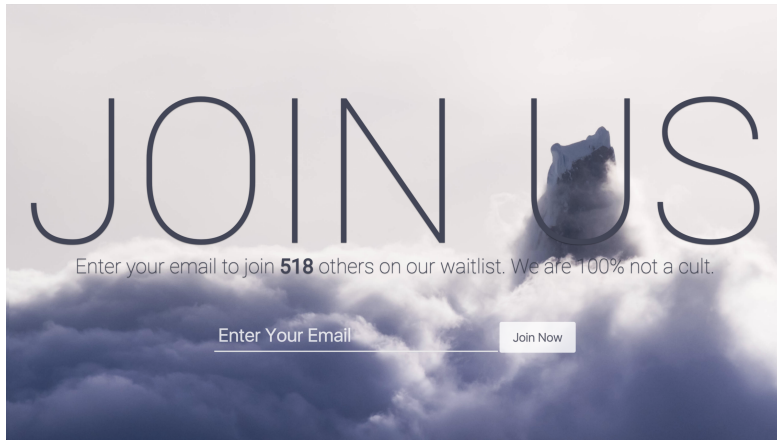 JOIN US
Enter your email to join 518 others on our waitlist. We are 100% not a cult.
Enter Your Email
Join Now